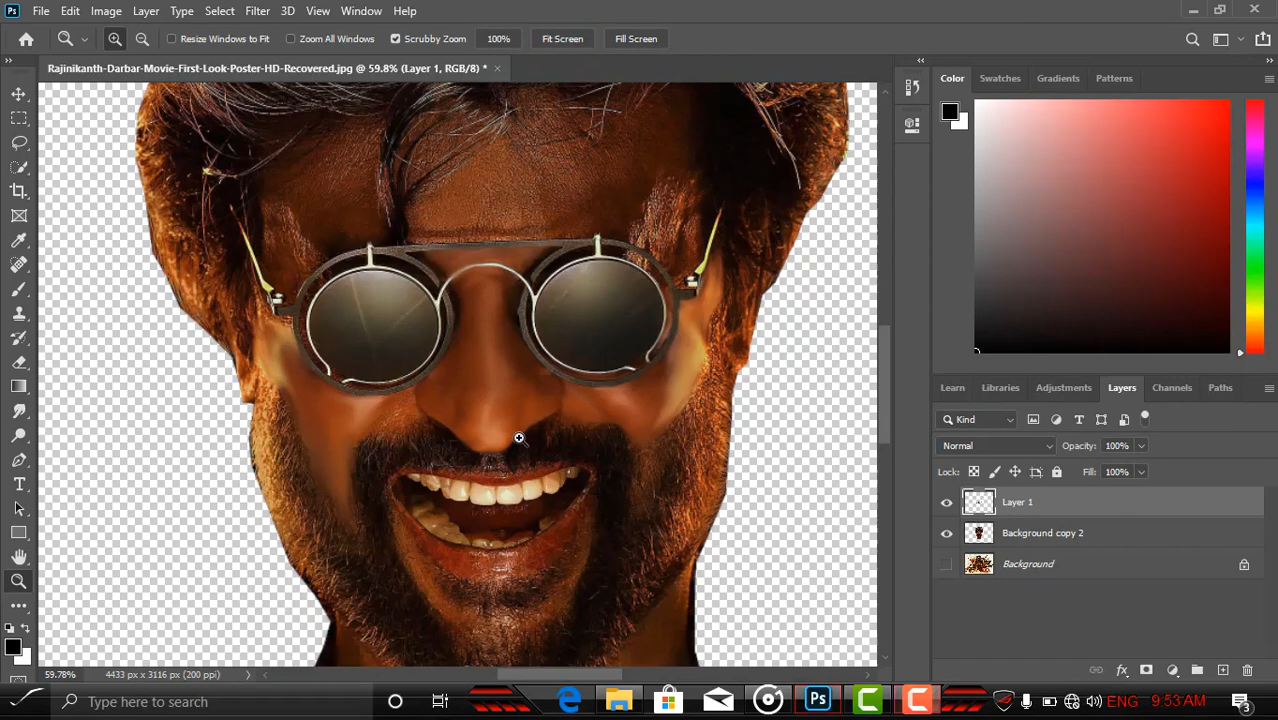 Ps File Edit Image Layer Type Select Filter 3D View Window Help
Resize Windows to Fit Zoom All Windows Scrubby Zoom 100% Fit Screen Fill Screen
Rajinikanth-Darbar-Movie-First-Look-Poster-HD-Recovered.jpg @ 59.8% (Layer 1, RGB/8) *
Color Swatches Gradients Patterns
Learn Libraries Adjustments Layers Channels Paths
Kind
Normal Opacity: 100%
Lock: Fill: 100%
Layer 1
Background copy 2
Background
59.78% 4433 px x 3116 px (200 ppi)
Type here to search
Ps
ENG 9:53 AM
3